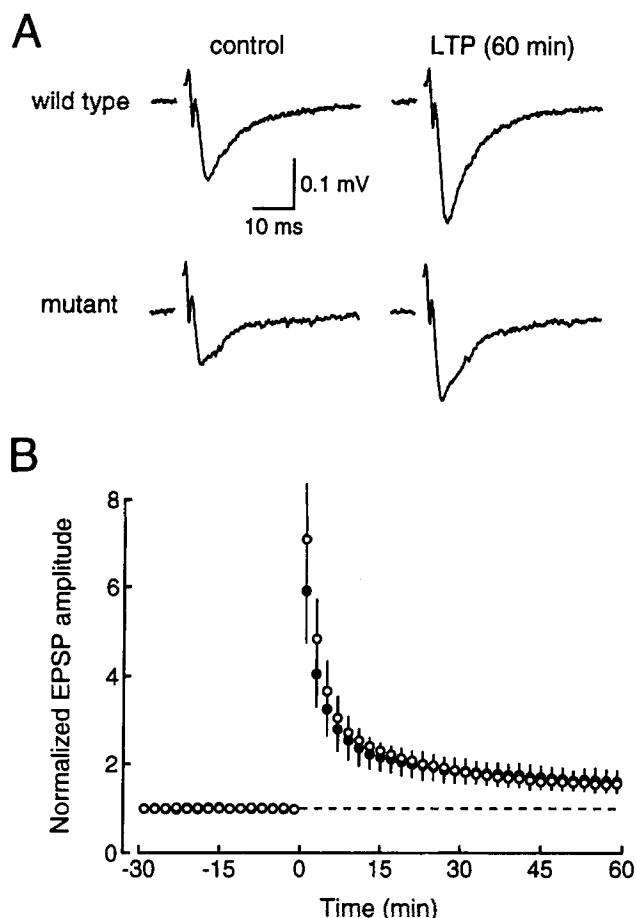 A
control
LTP (60 min)
wild type
0.1 mV
10 ms
mutant
B
Normalized EPSP amplitude
8
6
4
2
0
-30
-15
0
15
30
45
60
Time (min)